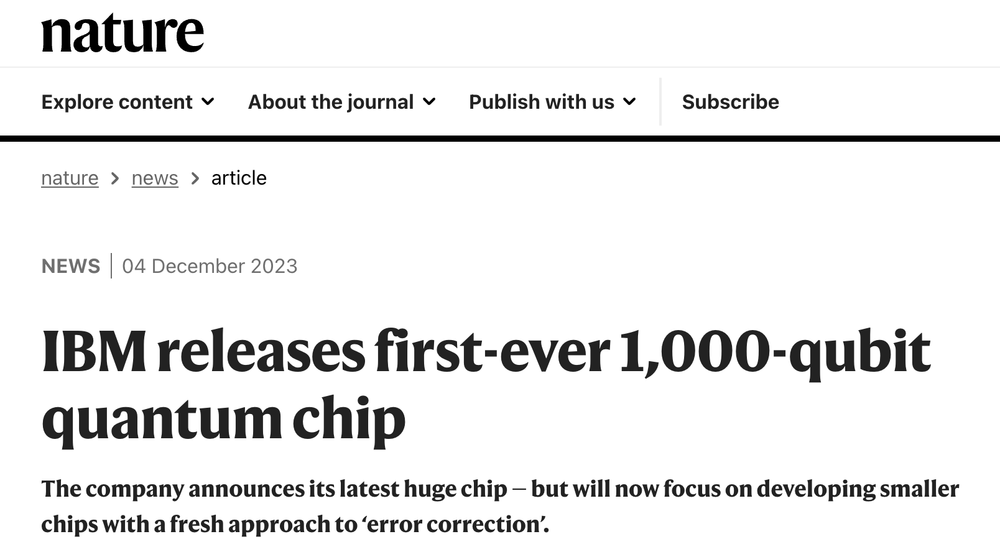 nature
Explore content About the journal Publish with us Subscribe
nature > news > article
NEWS | 04 December 2023
IBM releases first-ever 1,000-qubit
quantum chip
The company announces its latest huge chip — but will now focus on developing smaller
chips with a fresh approach to ‘error correction’.